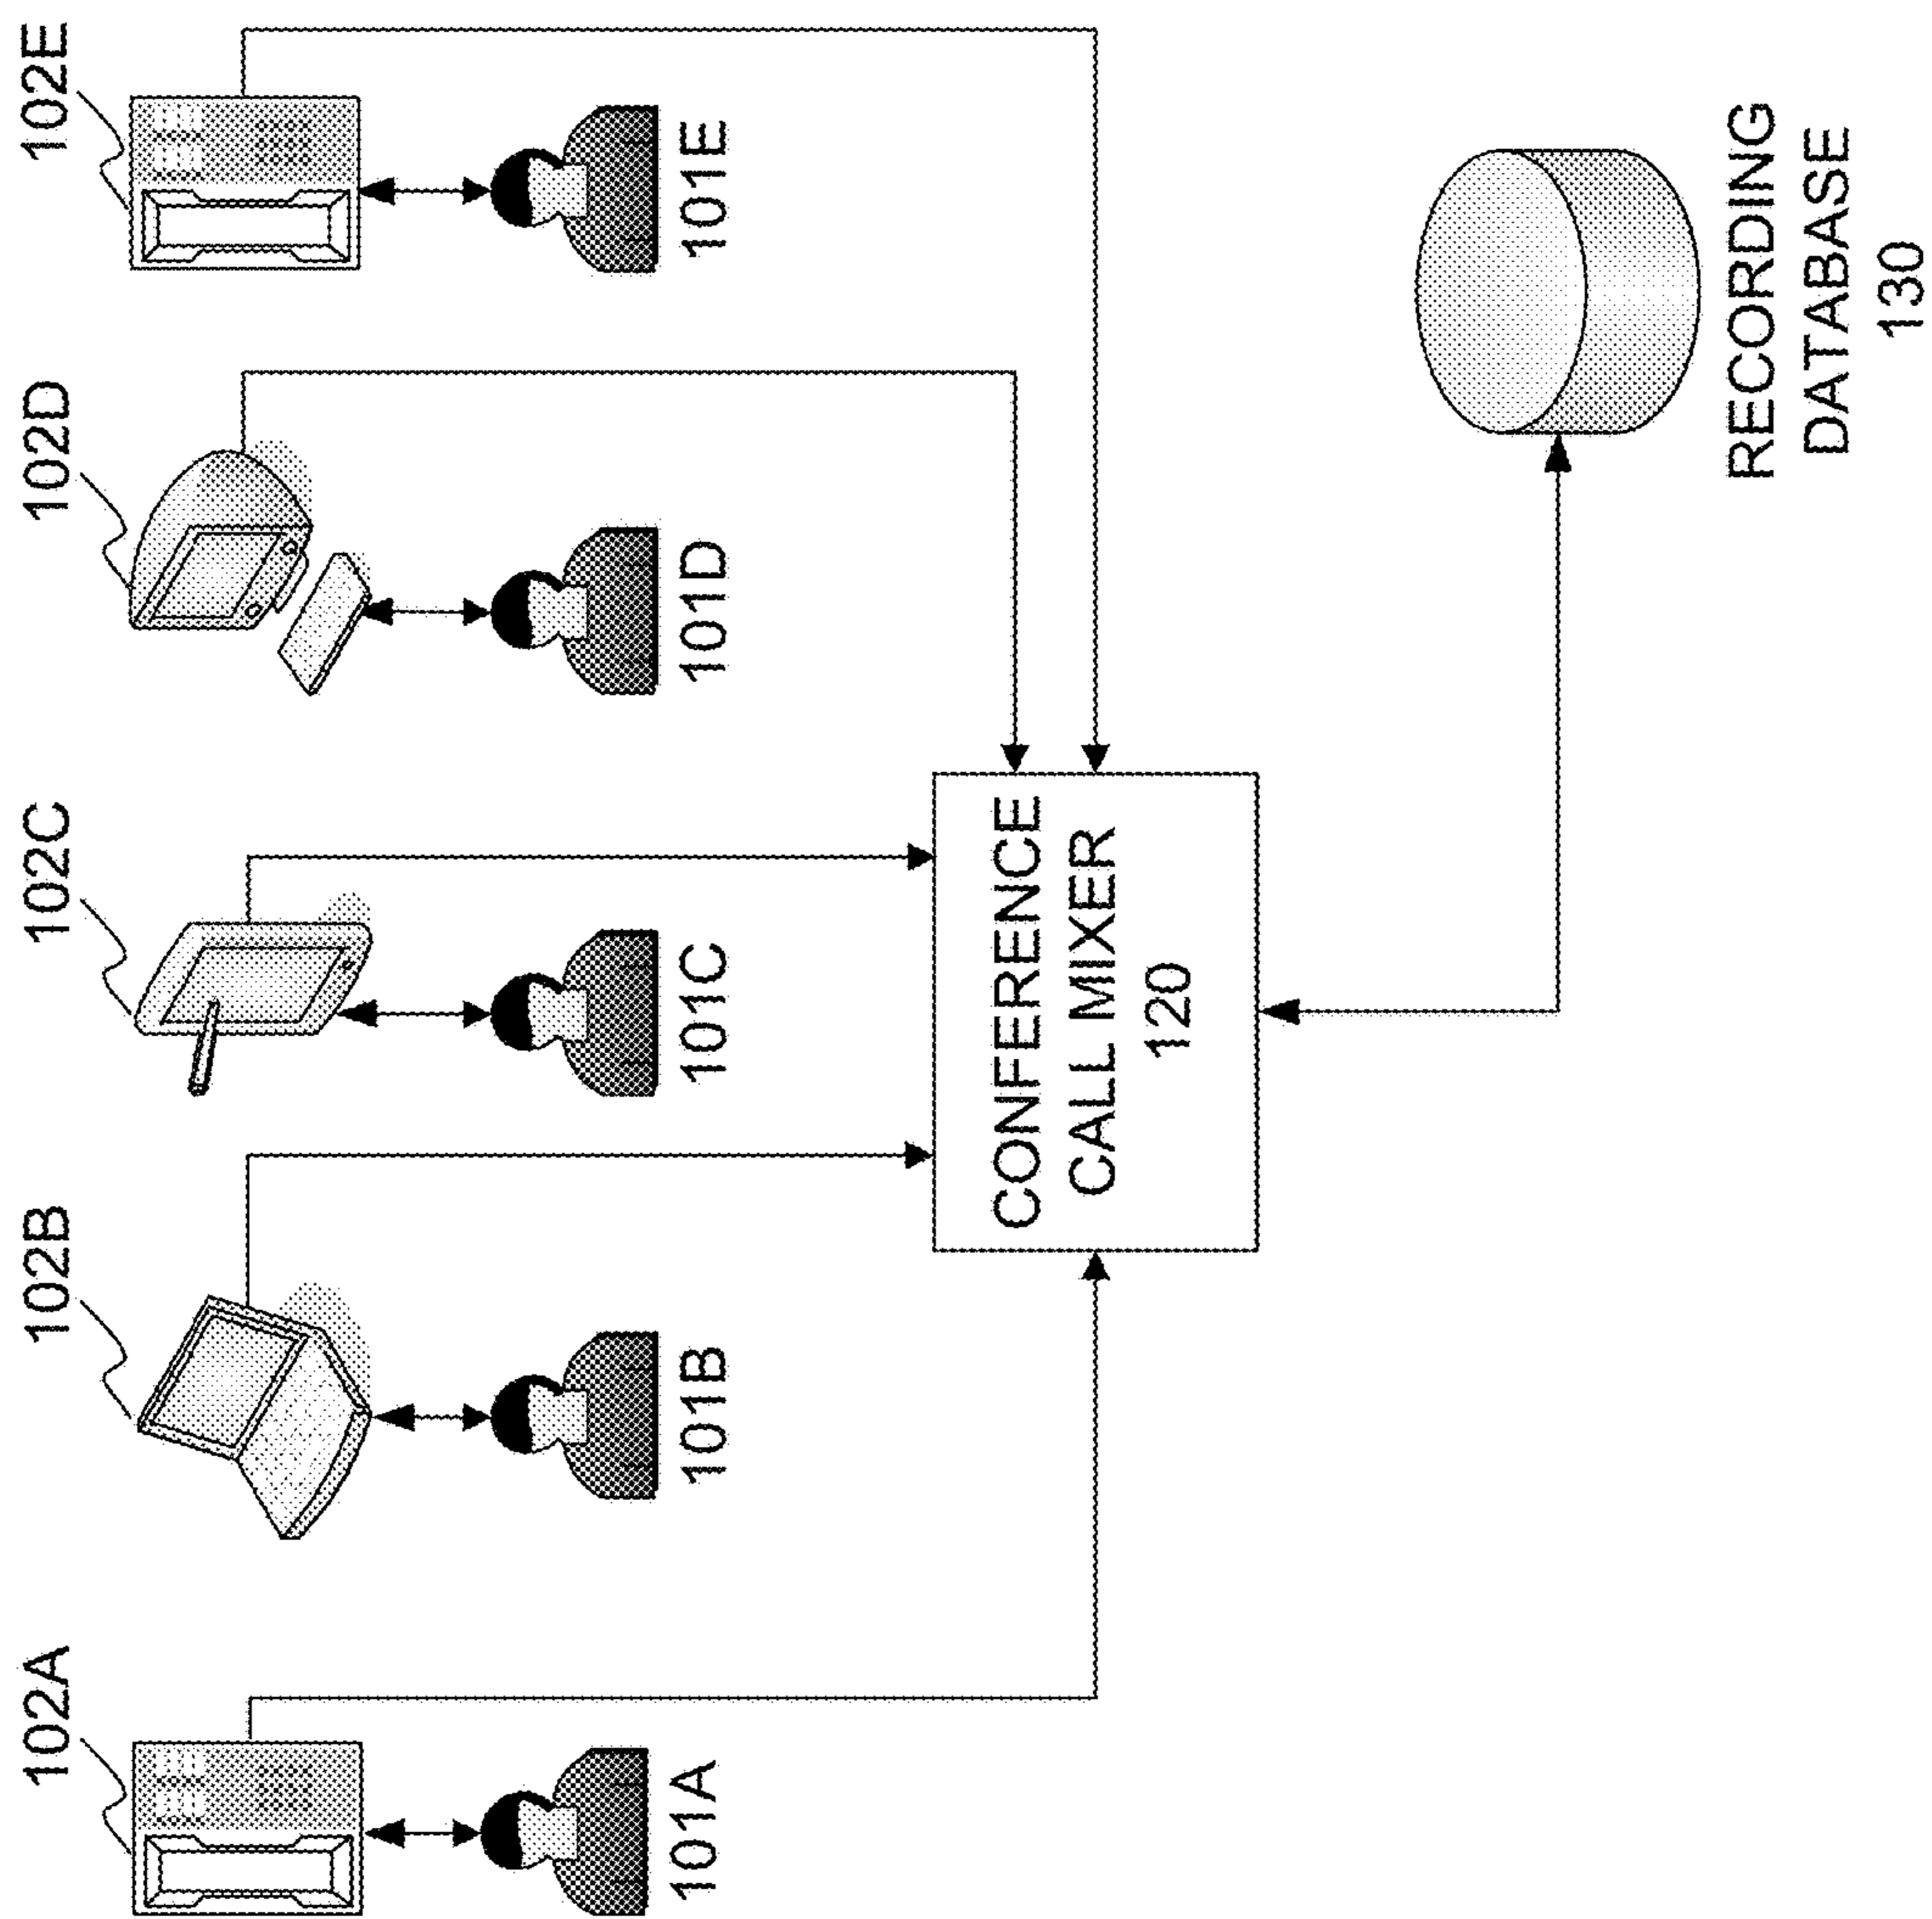 102A
102B
102C
102D
102E
101A
101B
101C
101D
101E
CONFERENCE
CALL MIXER
120
RECORDING
DATABASE
130